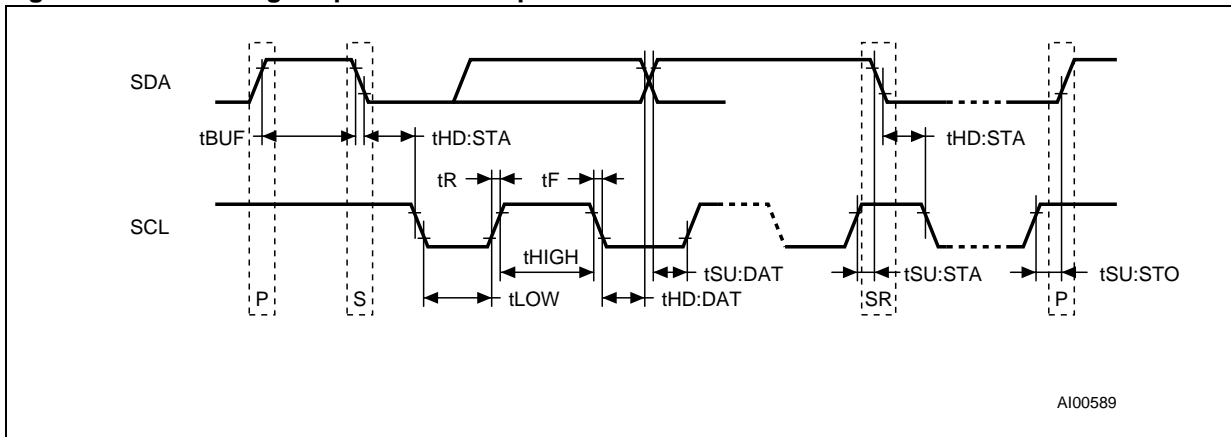 SDA
tBUF
tHD:STA
tHD:STA
tR
tF
SCL
tHIGH
tSU:DAT
tSU:STA
tSU:STO
P
S
tLOW
tHD:DAT
SR
P
AI00589